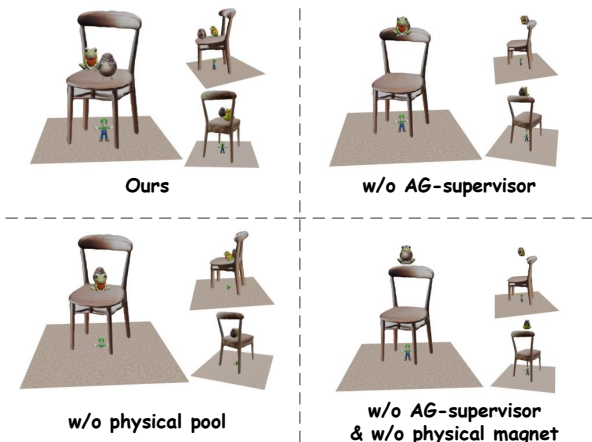 Ours
w/o AG-supervisor
w/o physical pool
w/o AG-supervisor
& w/o physical magnet